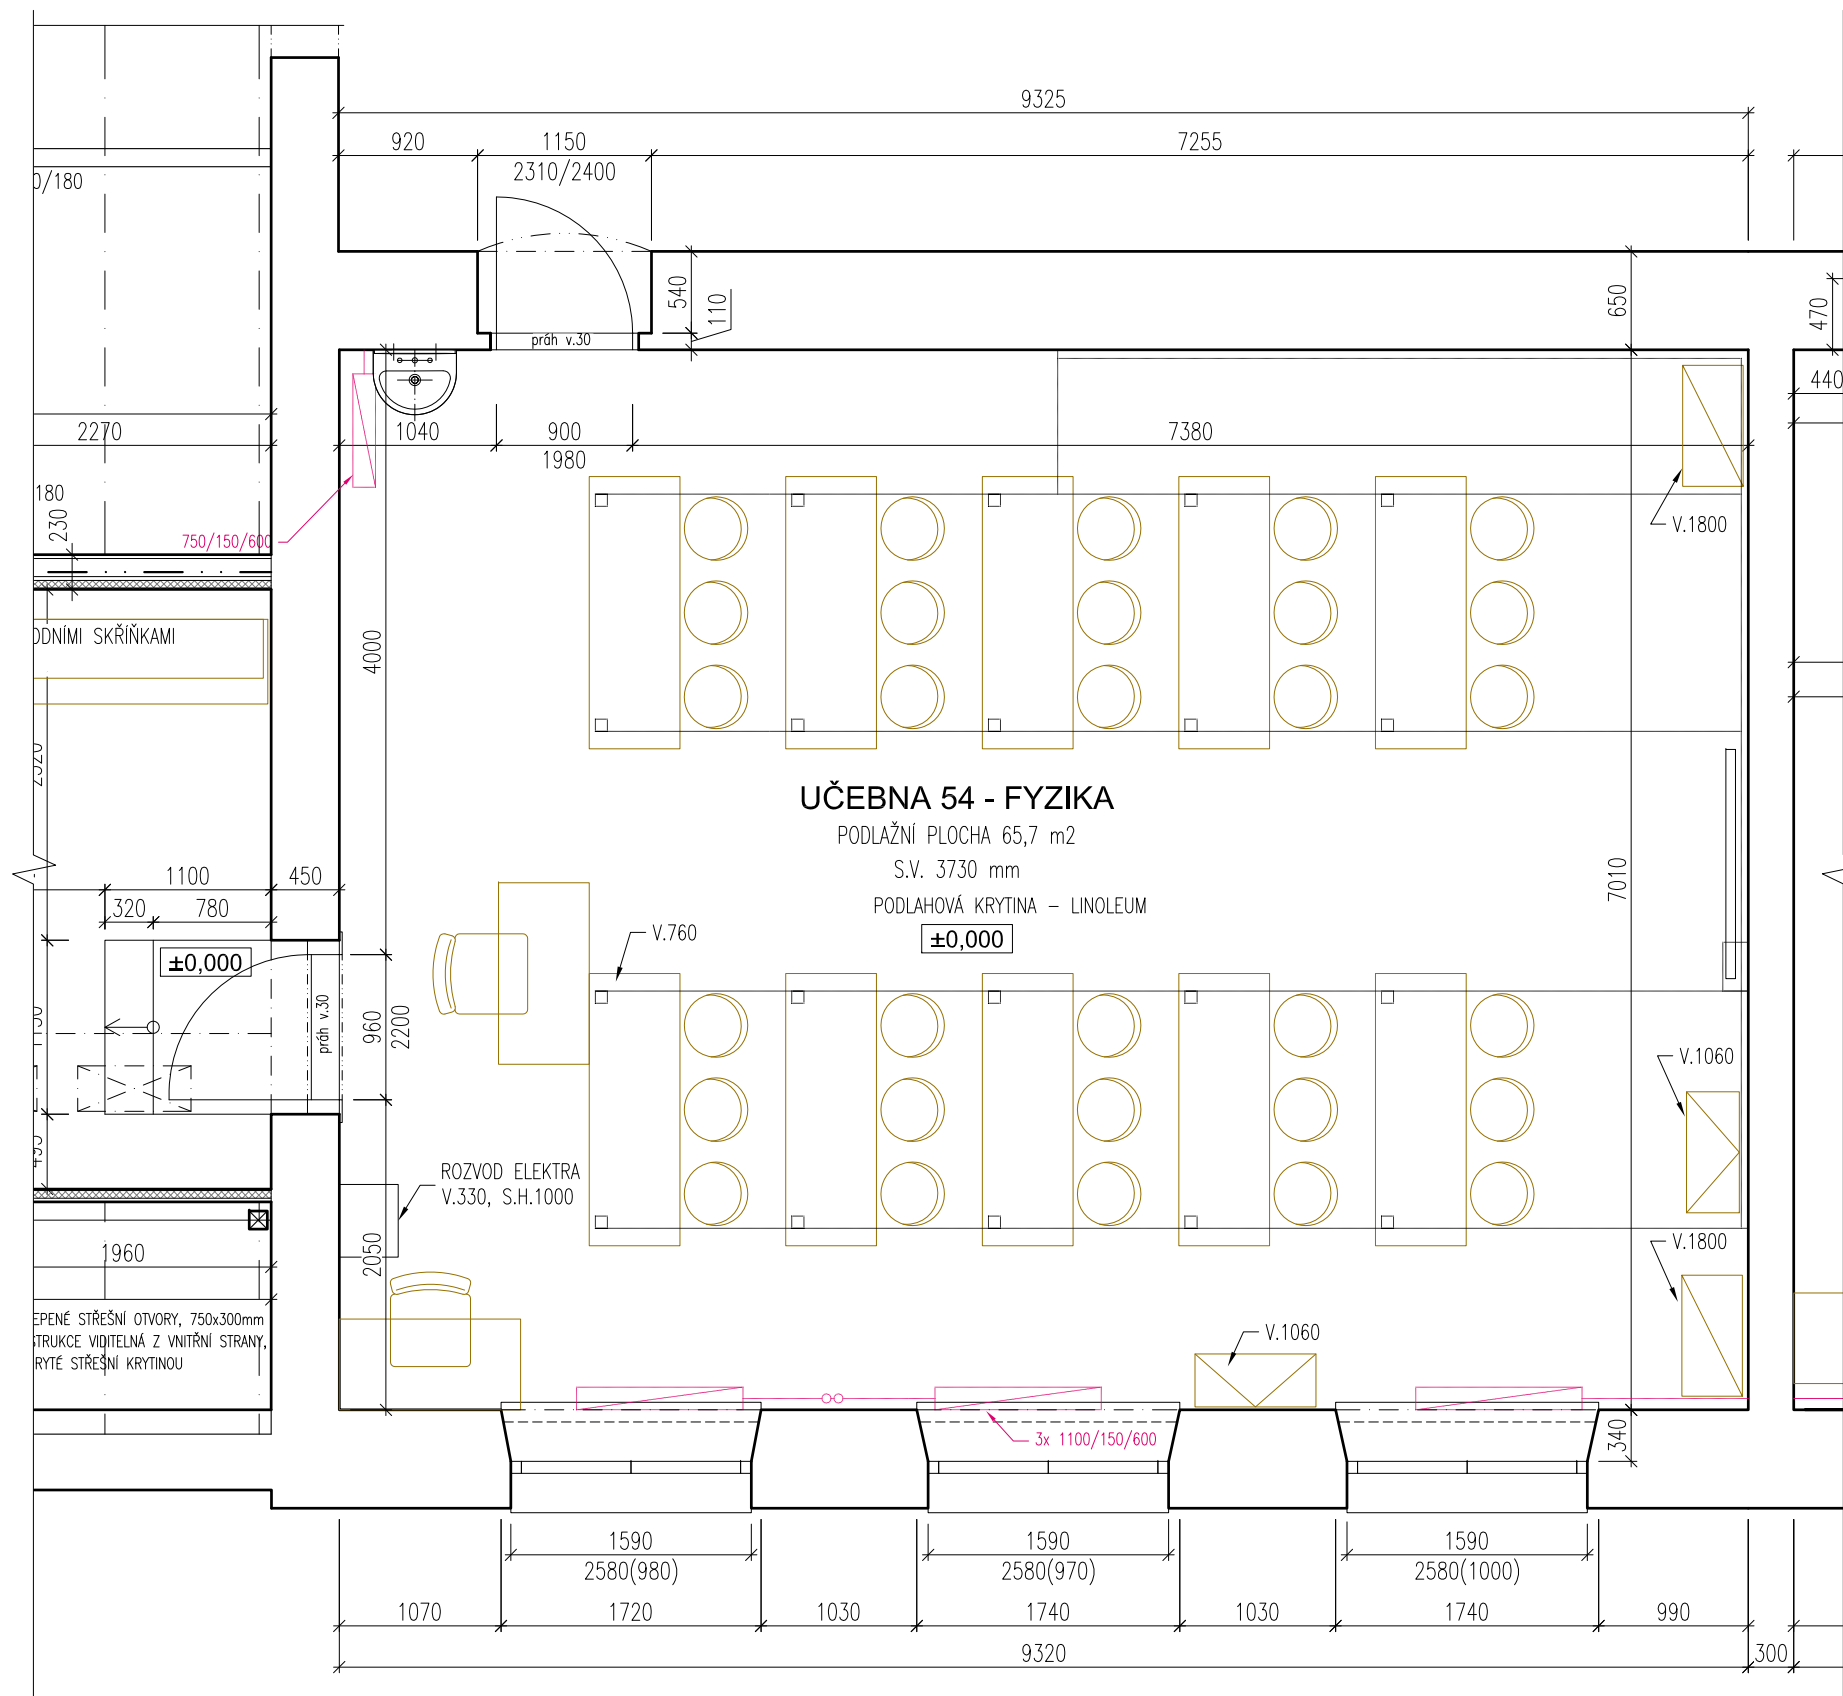 9325
920
1150
7255
2310/2400
0/180
540
110
650
470
práh v.30
440
2270
1040
900
7380
1980
180
230
V.1800
750/150/600
ODNÍMI SKŘÍŇKAMI
4000
UČEBNA 54 - FYZIKA
PODLAŽNÍ PLOCHA 65,7 m2
S.V. 3730 mm
PODLAHOVÁ KRYTINA – LINOLEUM
±0,000
7010
1100
450
320
780
±0,000
V.760
práh v.30
960
2200
V.1060
ROZVOD ELEKTRA
V.330, S.H.1000
V.1800
1960
2050
EPENÉ STŘEŠNÍ OTVORY, 750x300mm
STRUKCE VIDITELNÁ Z VNITŘNÍ STRANY,
RYTÉ STŘEŠNÍ KRYTINOU
V.1060
3x 1100/150/600
340
1590
2580(980)
1590
2580(970)
1590
2580(1000)
1070
1720
1030
1740
1030
1740
990
9320
300